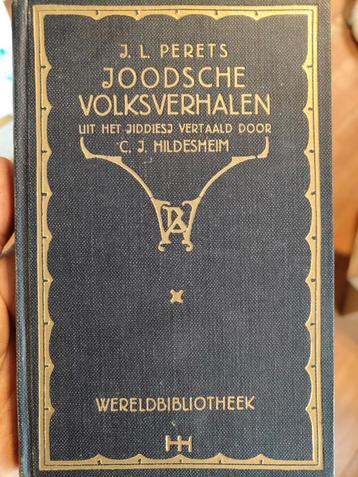 J. L. PERETS
JOODSCHE
VOLKSVERHALEN
UIT HET JIDDIESJ VERTAALD DOOR
C. J. HILDESHEIM
WERELDBIBLIOTHEEK